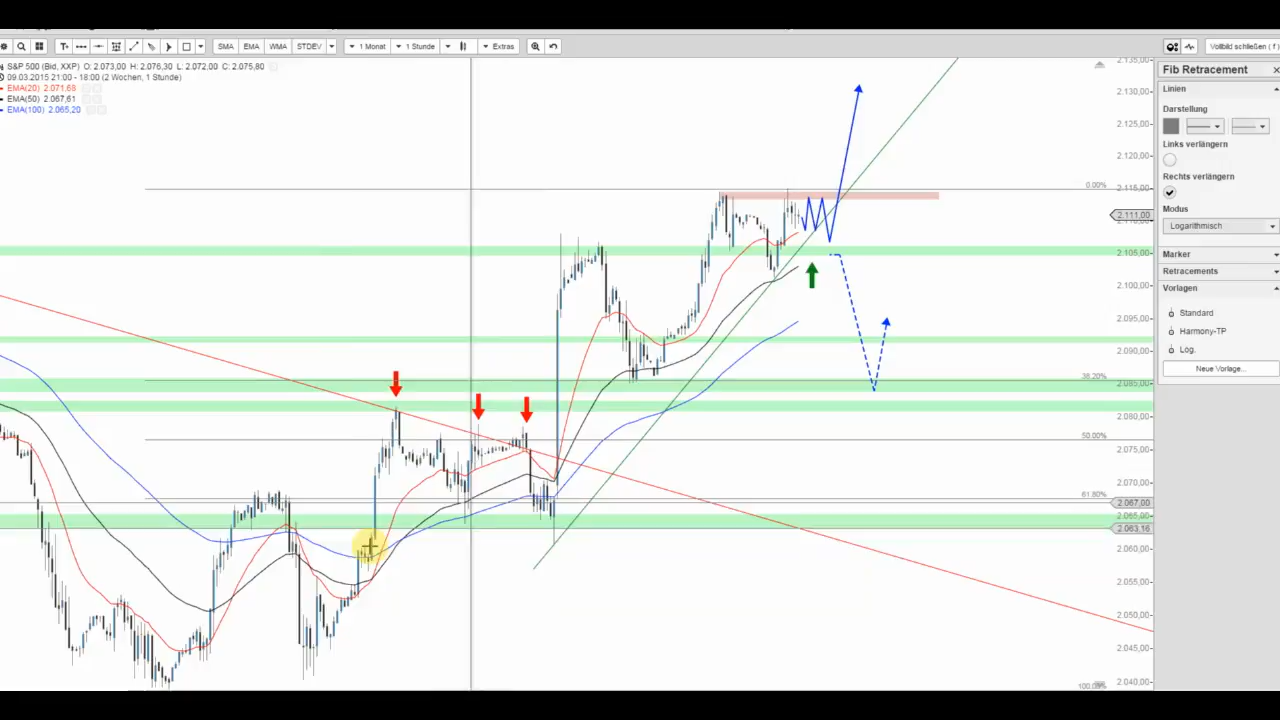 SMA EMA WMA STDEV 1 Monat 1 Stunde Extras Vollbild schließen ( f )
S&P 500 (Bid, XXP) O: 2.073,00 H: 2.076,30 L: 2.072,00 C: 2.075,80
09.03.2015 21:00 - 18:00 (2 Wochen, 1 Stunde)
EMA(20) 2.071,68
EMA(50) 2.067,61
EMA(100) 2.065,20
2.135,00
2.130,00
2.125,00
2.120,00
0.00%
2.115,00
2.111,00
2.105,00
2.100,00
2.095,00
2.090,00
38.20%
2.085,00
2.080,00
50.00%
2.075,00
2.070,00
61.80%
2.067,00
2.065,00
2.063,16
2.060,00
2.055,00
2.050,00
2.045,00
2.040,00
100.00%
Fib Retracement
Linien
Darstellung
Links verlängern
Rechts verlängern
Modus
Logarithmisch
Marker
Retracements
Vorlagen
Standard
Harmony-TP
Log.
Neue Vorlage...